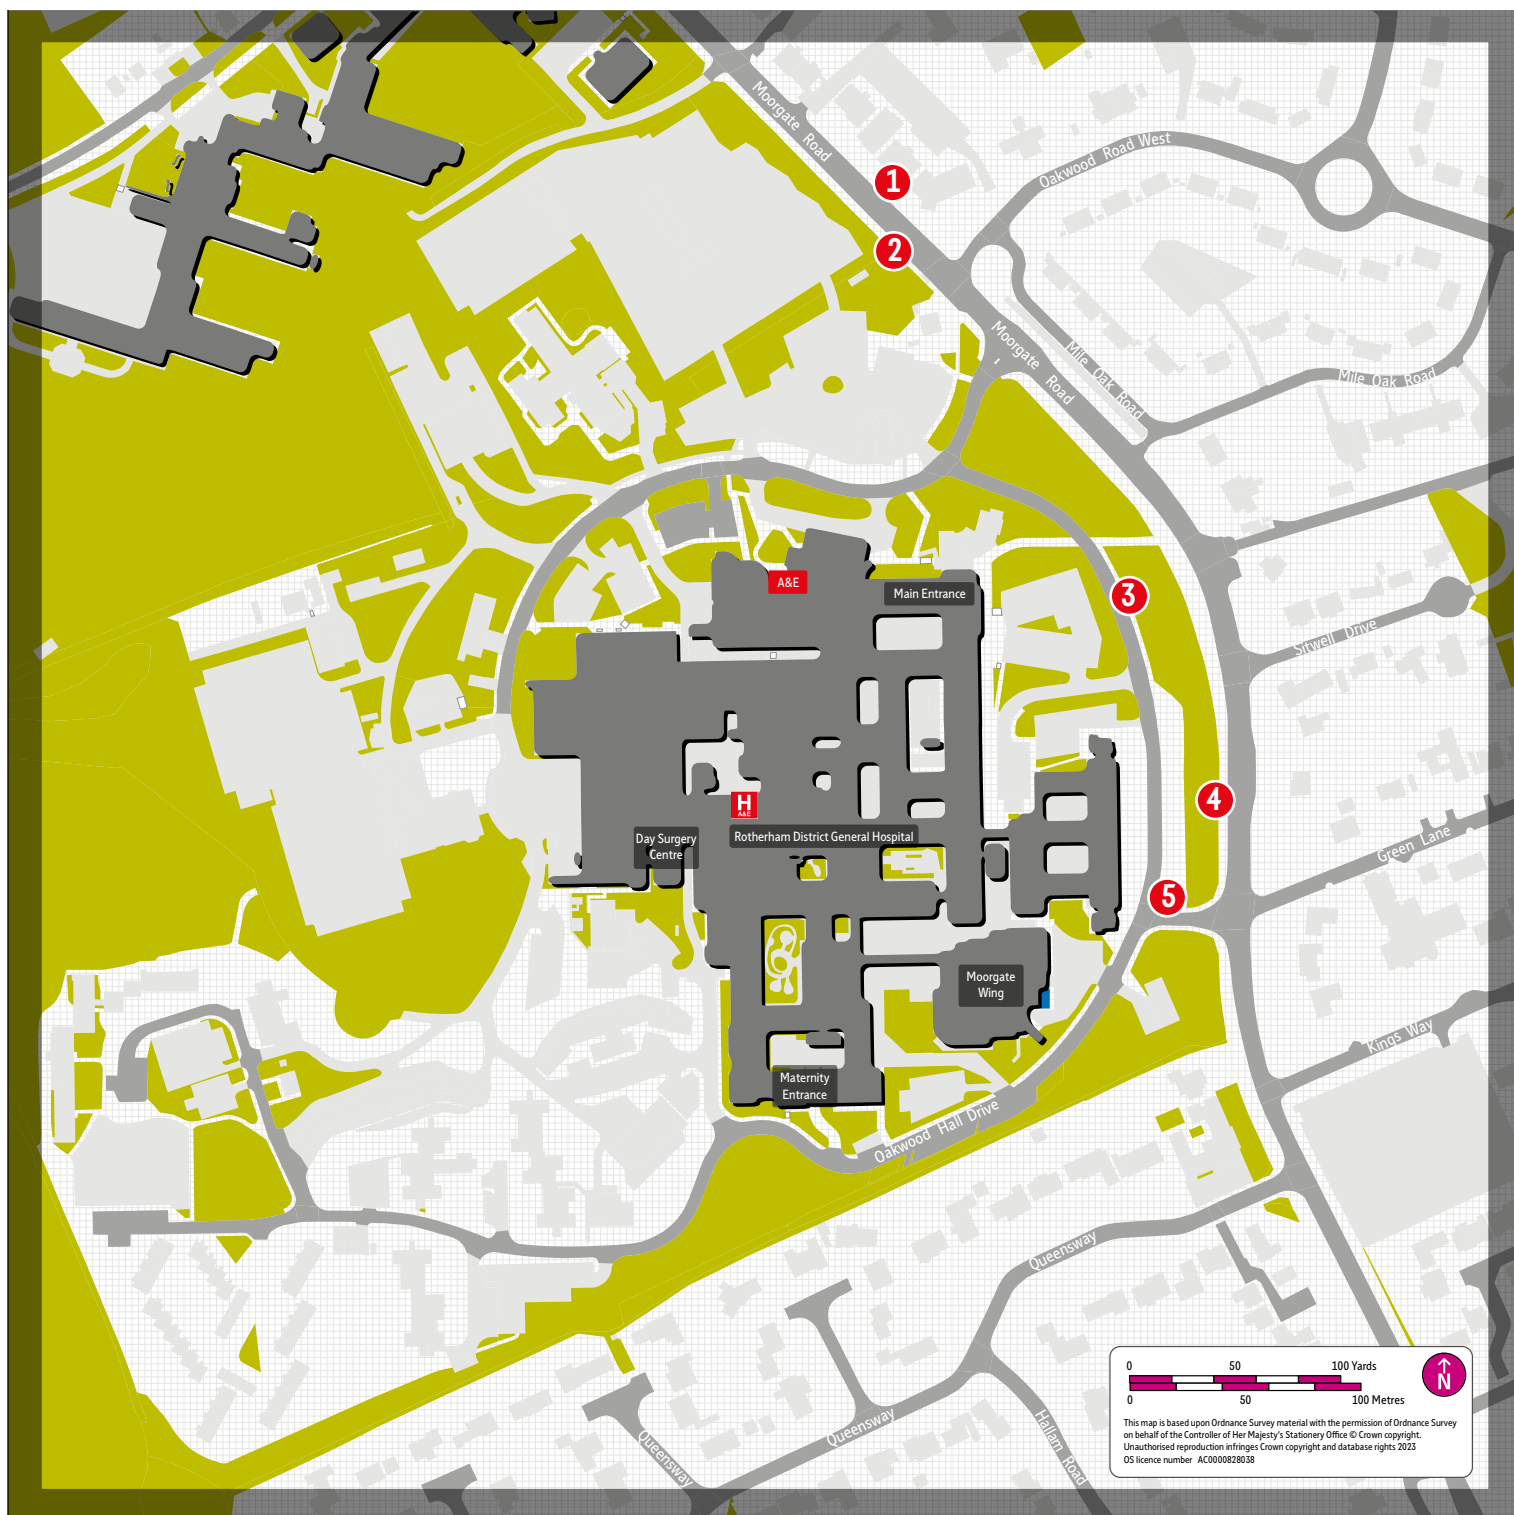 Moorgate Road
Oakwood Road West
1
2
Moorgate Road
Mile Oak Road
Mile Oak Road
A&E
Main Entrance
3
Sitwell Drive
H
A&E
4
Day Surgery
Centre
Rotherham District General Hospital
Green Lane
5
Moorgate
Wing
Kings Way
Maternity
Entrance
Oakwood Hall Drive
Queensway
Queensway
Queensway
Hallam Road
0 50 100 Yards
0 50 100 Metres
N
This map is based upon Ordnance Survey material with the permission of Ordnance Survey
on behalf of the Controller of Her Majesty's Stationery Office © Crown copyright.
Unauthorised reproduction infringes Crown copyright and database rights 2023
OS licence number AC0000828038